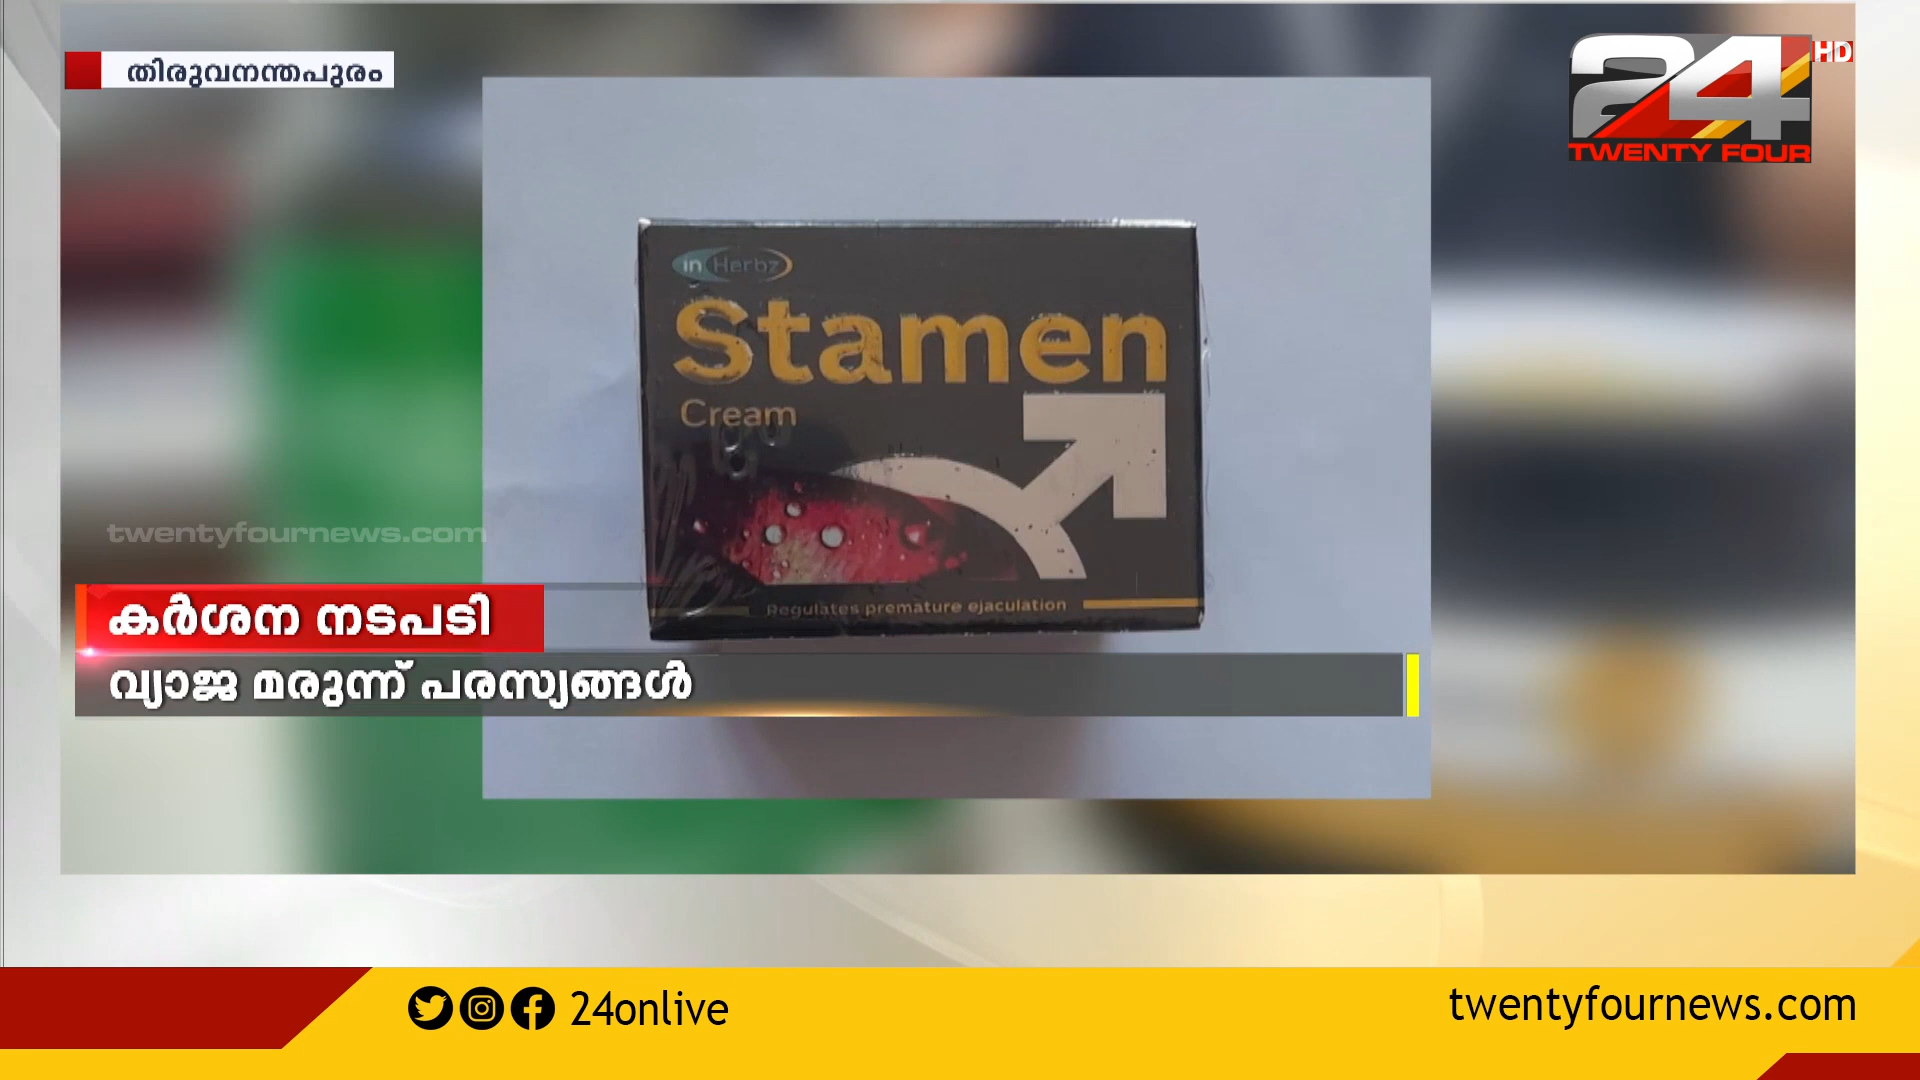 തിരുവനന്തപുരം
24
HD
TWENTY FOUR
in Herbz
Stamen
Cream
Regulates premature ejaculation
twentyfournews.com
കർശന നടപടി
വ്യാജ മരുന്ന് പരസ്യങ്ങൾ
24onlive
twentyfournews.com